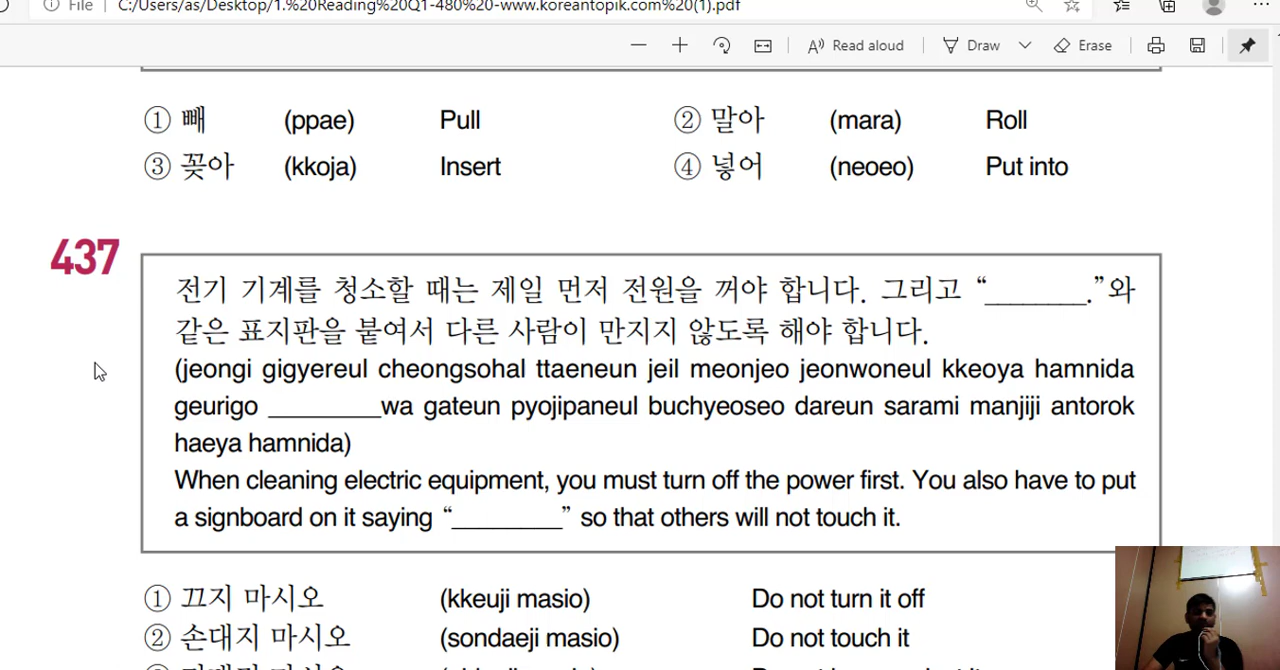 File C:/Users/as/Desktop/1.%20Reading%20Q1-480%20-www.koreantopik.com%20(1).pdf
Read aloud Draw Erase
① 빼 (ppae) Pull ② 말아 (mara) Roll
③ 꽂아 (kkoja) Insert ④ 넣어 (neoeo) Put into
437
전기 기계를 청소할 때는 제일 먼저 전원을 꺼야 합니다. 그리고 “________.”와
같은 표지판을 붙여서 다른 사람이 만지지 않도록 해야 합니다.
(jeongi gigyereul cheongsohal ttaeneun jeil meonjeo jeonwoneul kkeoya hamnida
geurigo ________wa gateun pyojipaneul buchyeoseo dareun sarami manjiji antorok
haeya hamnida)
When cleaning electric equipment, you must turn off the power first. You also have to put
a signboard on it saying “________” so that others will not touch it.
① 끄지 마시오 (kkeuji masio) Do not turn it off
② 손대지 마시오 (sondaeji masio) Do not touch it